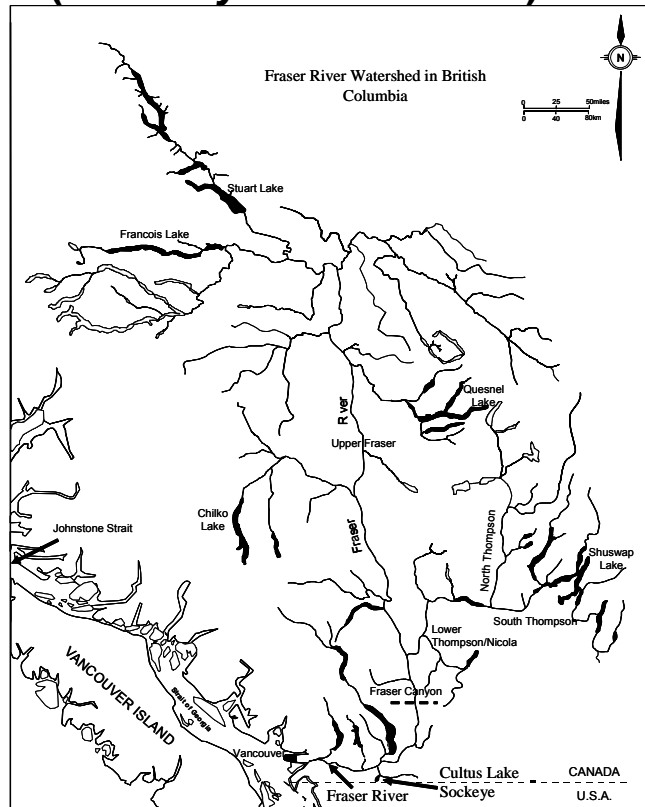 Fraser River Watershed in British
Columbia
N
0 25 50miles
0 40 80km
Stuart Lake
Francois Lake
Quesnel
Lake
R ver
Upper Fraser
Chilko
Lake
Fraser
North Thompson
Johnstone Strait
Shuswap
Lake
South Thompson
Lower
Thompson/Nicola
VANCOUVER ISLAND
Strait of Georgia
Fraser Canyon
Vancouver
Cultus Lake
Sockeye
Fraser River
CANADA
U.S.A.